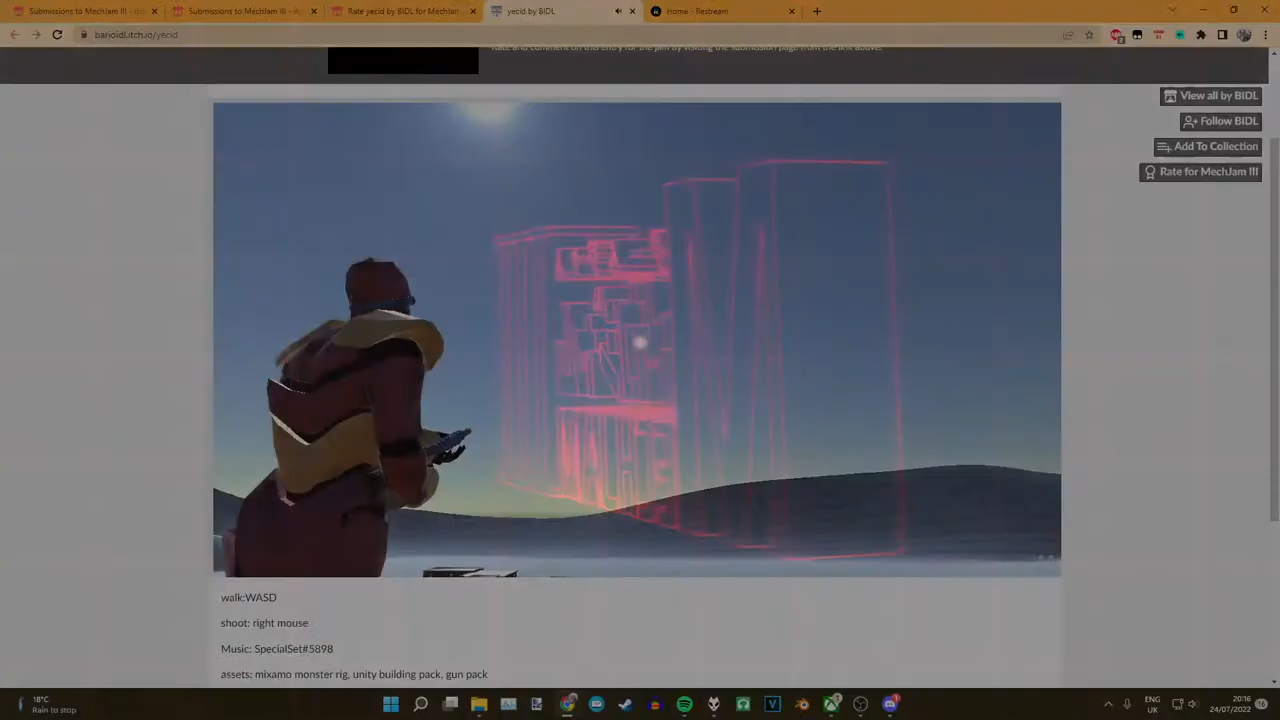 Submissions to MechJam III - itc
Submissions to MechJam III - itc
Rate yecid by BIDL for MechJam
yecid by BIDL
Home - Restream
barioidl.itch.io/yecid
Rate and comment on this entry for the jam by visiting the submission page from the link above.
View all by BIDL
Follow BIDL
Add To Collection
Rate for MechJam III
walk:WASD
shoot: right mouse
Music: SpecialSet#5898
assets: mixamo monster rig, unity building pack, gun pack
18°C
Rain to stop
ENG
UK
20:16
24/07/2022